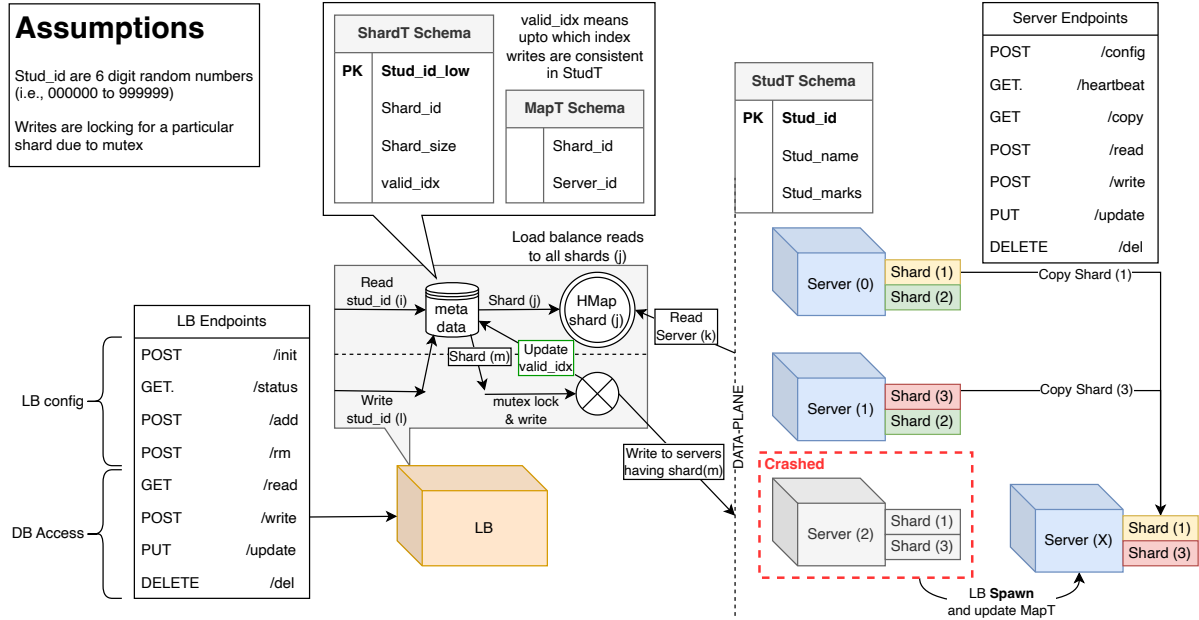 Assumptions
Stud_id are 6 digit random numbers
(i.e., 000000 to 999999)
Writes are locking for a particular
shard due to mutex
ShardT Schema
PK Stud_id_low
Shard_id
Shard_size
valid_idx
valid_idx means
upto which index
writes are consistent
in StudT
MapT Schema
Shard_id
Server_id
StudT Schema
PK Stud_id
Stud_name
Stud_marks
Server Endpoints
POST /config
GET. /heartbeat
GET /copy
POST /read
POST /write
PUT /update
DELETE /del
Load balance reads
to all shards (j)
Read
stud_id (i)
meta
data
Shard (j)
HMap
shard (j)
Read
Server (k)
Shard (m)
Update
valid_idx
Write
stud_id (l)
mutex lock
& write
Write to servers
having shard(m)
DATA-PLANE
LB Endpoints
POST /init
GET. /status
POST /add
POST /rm
GET /read
POST /write
PUT /update
DELETE /del
LB config
DB Access
LB
Server (0)
Shard (1)
Shard (2)
Copy Shard (1)
Server (1)
Shard (3)
Shard (2)
Copy Shard (3)
Crashed
Server (2)
Shard (1)
Shard (3)
Server (X)
Shard (1)
Shard (3)
LB Spawn
and update MapT